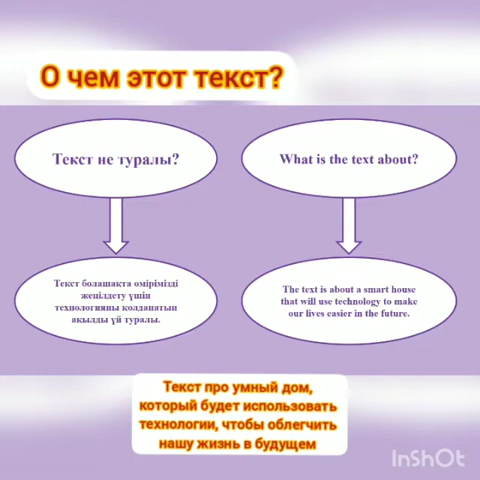 О чем этот текст?
Текст не туралы?
What is the text about?
Текст болашақта өмірімізді
жеңілдету үшін
технологияны қолданатын
ақылды үй туралы.
The text is about a smart house
that will use technology to make
our lives easier in the future.
Текст про умный дом,
который будет использовать
технологии, чтобы облегчить
нашу жизнь в будущем
InShOt